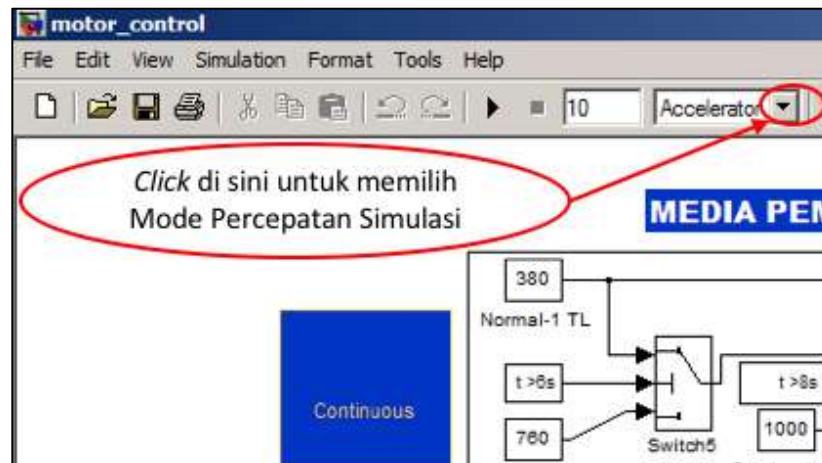 motor_control
File Edit View Simulation Format Tools Help
10 Accelerator
Click di sini untuk memilih
Mode Percepatan Simulasi
MEDIA PEM
380
Normal-1 TL
t >6s
t >8s
Continuous
760
1000
Switch5